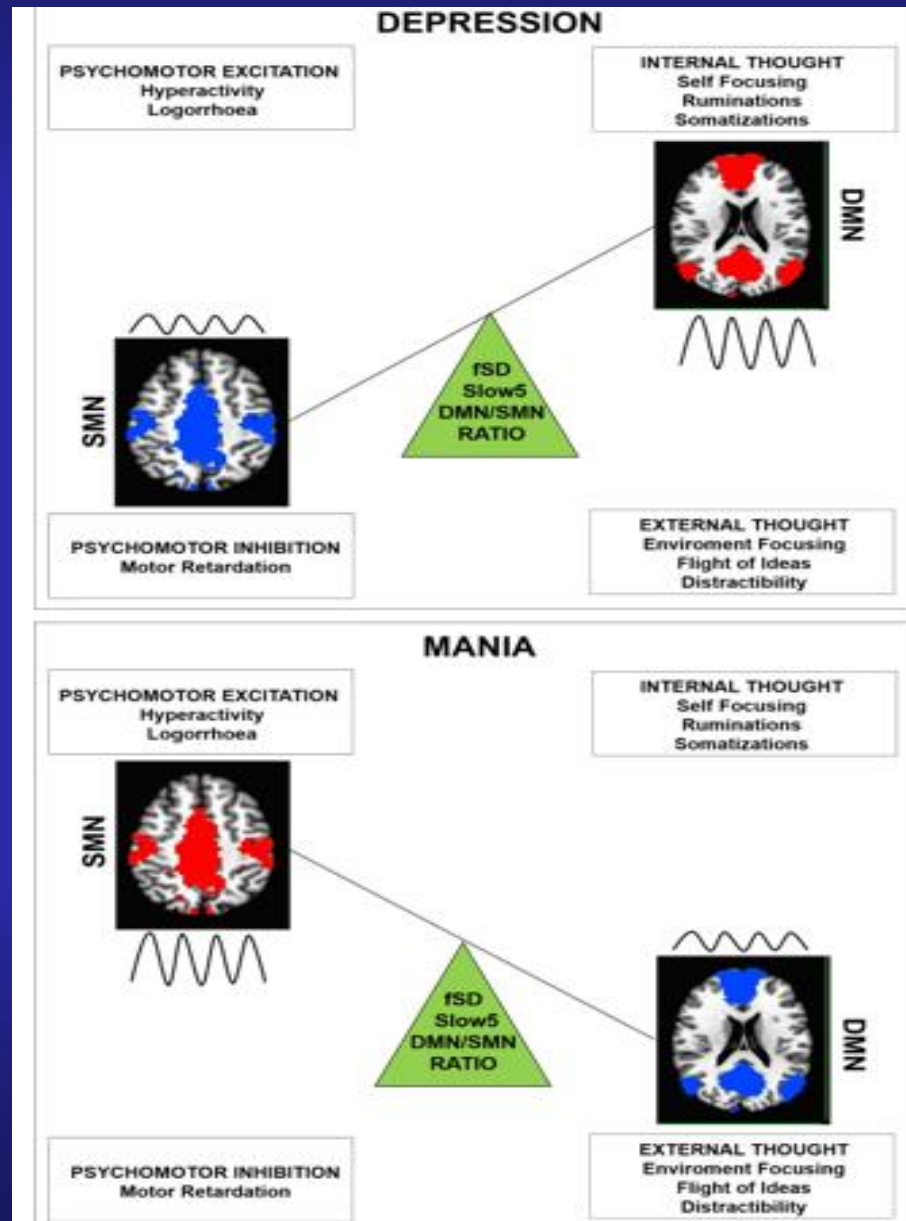 DEPRESSION
PSYCHOMOTOR EXCITATION
Hyperactivity
Logorrhoea
INTERNAL THOUGHT
Self Focusing
Ruminations
Somatizations
DMN
SMN
fSD
Slow5
DMN/SMN
RATIO
PSYCHOMOTOR INHIBITION
Motor Retardation
EXTERNAL THOUGHT
Enviroment Focusing
Flight of Ideas
Distractibility
MANIA
PSYCHOMOTOR EXCITATION
Hyperactivity
Logorrhoea
INTERNAL THOUGHT
Self Focusing
Ruminations
Somatizations
SMN
DMN
fSD
Slow5
DMN/SMN
RATIO
PSYCHOMOTOR INHIBITION
Motor Retardation
EXTERNAL THOUGHT
Enviroment Focusing
Flight of Ideas
Distractibility